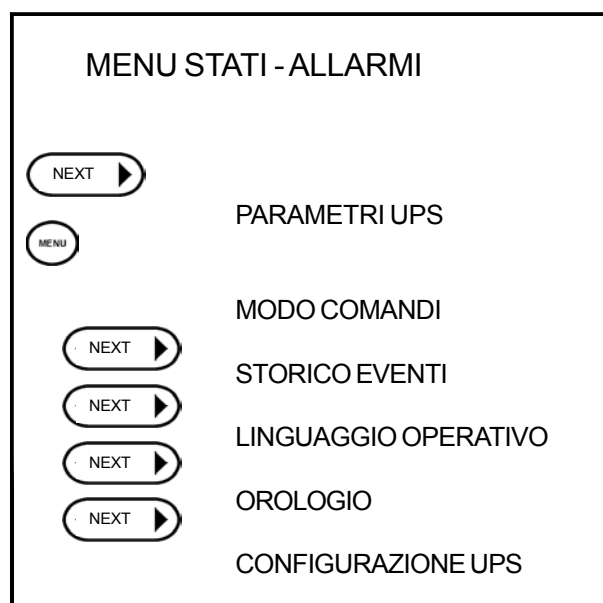 MENU STATI - ALLARMI
NEXT
PARAMETRI UPS
MENU
MODO COMANDI
NEXT
STORICO EVENTI
NEXT
LINGUAGGIO OPERATIVO
NEXT
OROLOGIO
NEXT
CONFIGURAZIONE UPS